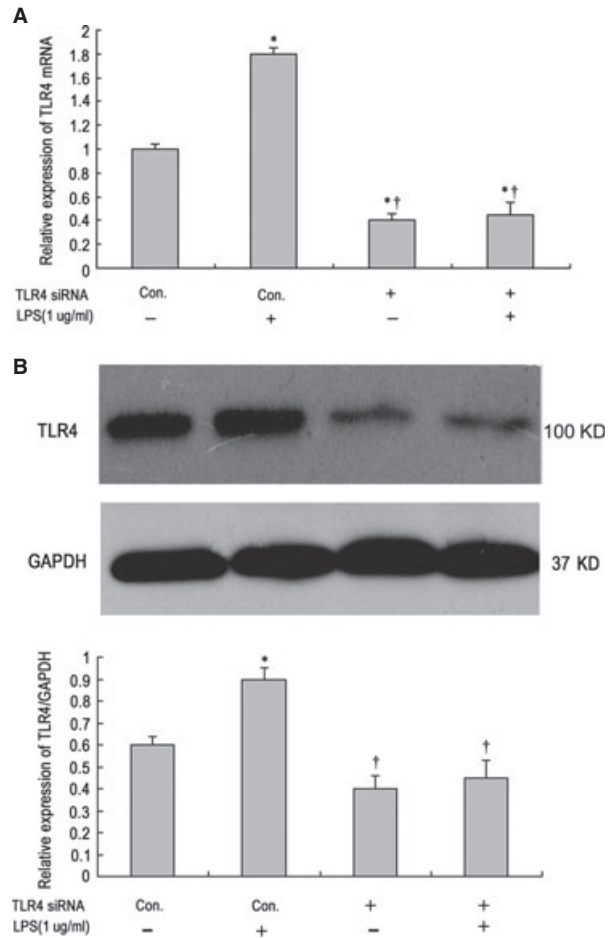 A
Relative expression of TLR4 mRNA
2
1.8
1.6
1.4
1.2
1
0.8
0.6
0.4
0.2
0
*
*†
*†
TLR4 siRNA Con. Con. + +
LPS(1 ug/ml) – + – +
B
TLR4 100 KD
GAPDH 37 KD
Relative expression of TLR4/GAPDH
1
0.9
0.8
0.7
0.6
0.5
0.4
0.3
0.2
0.1
0
*
†
†
TLR4 siRNA Con. Con. + +
LPS(1 ug/ml) – + – +